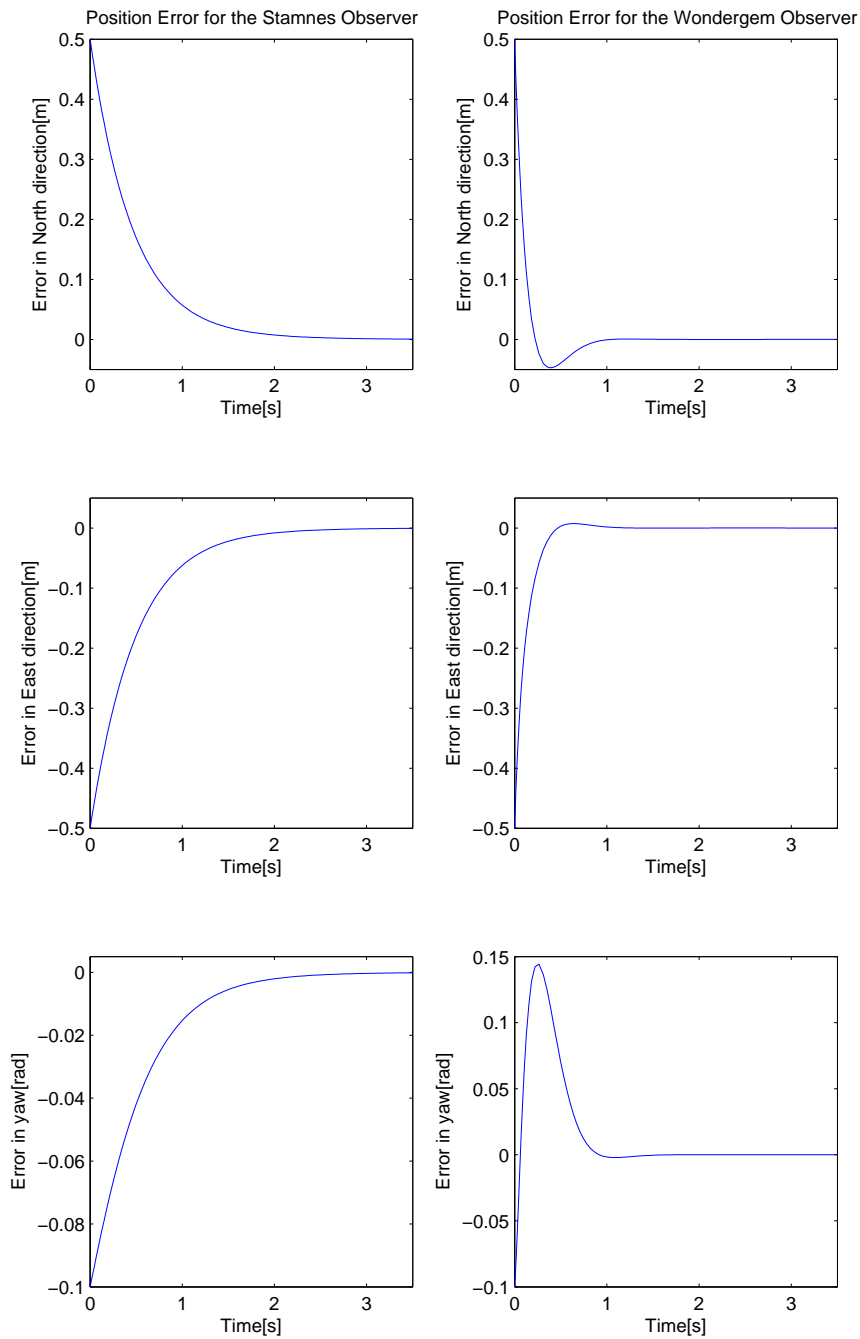 Position Error for the Stamnes Observer
0.5
0.4
0.3
0.2
0.1
0
Error in North direction[m]
0 1 2 3
Time[s]
Position Error for the Wondergem Observer
0.5
0.4
0.3
0.2
0.1
0
Error in North direction[m]
0 1 2 3
Time[s]
0
−0.1
−0.2
−0.3
−0.4
−0.5
Error in East direction[m]
0 1 2 3
Time[s]
0
−0.1
−0.2
−0.3
−0.4
−0.5
Error in East direction[m]
0 1 2 3
Time[s]
0
−0.02
−0.04
−0.06
−0.08
−0.1
Error in yaw[rad]
0 1 2 3
Time[s]
0.15
0.1
0.05
0
−0.05
−0.1
Error in yaw[rad]
0 1 2 3
Time[s]